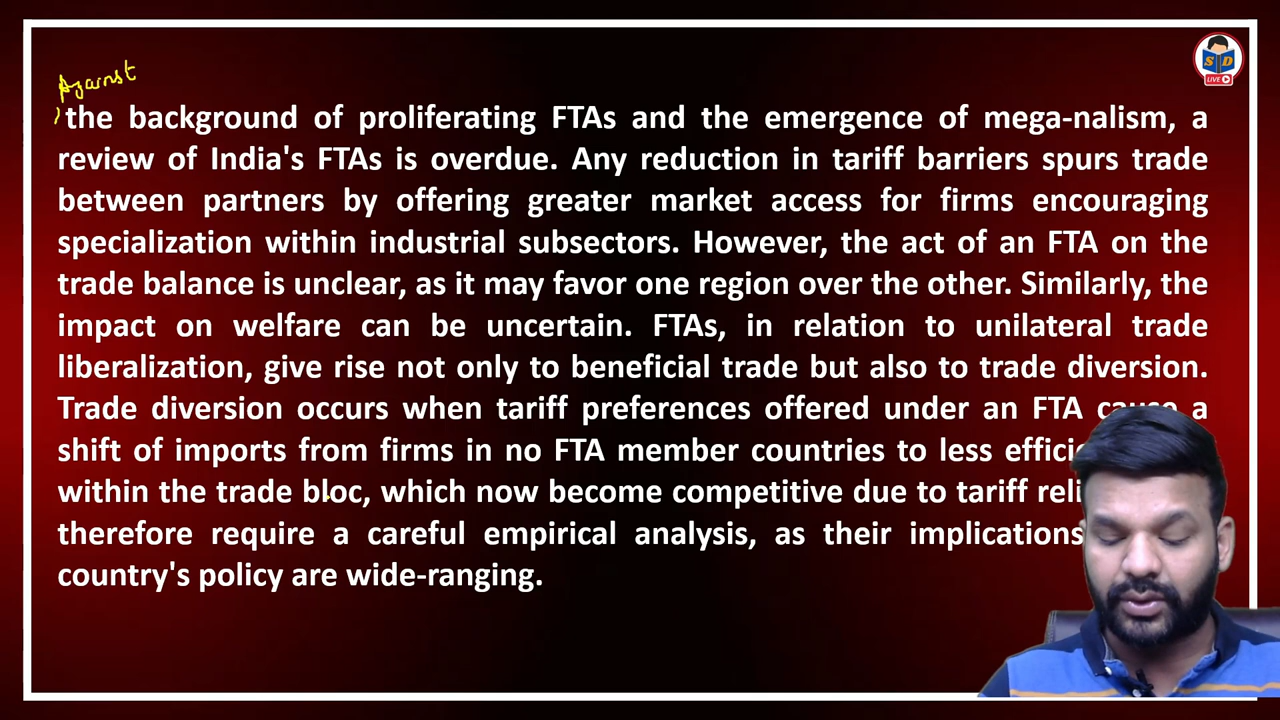 S D
LIVE
Against
the background of proliferating FTAs and the emergence of mega-nalism, a
review of India's FTAs is overdue. Any reduction in tariff barriers spurs trade
between partners by offering greater market access for firms encouraging
specialization within industrial subsectors. However, the act of an FTA on the
trade balance is unclear, as it may favor one region over the other. Similarly, the
impact on welfare can be uncertain. FTAs, in relation to unilateral trade
liberalization, give rise not only to beneficial trade but also to trade diversion.
Trade diversion occurs when tariff preferences offered under an FTA cause a
shift of imports from firms in no FTA member countries to less
within the trade bloc, which now become competitive due to tariff
therefore require a careful empirical analysis, as their implications
country's policy are wide-ranging.